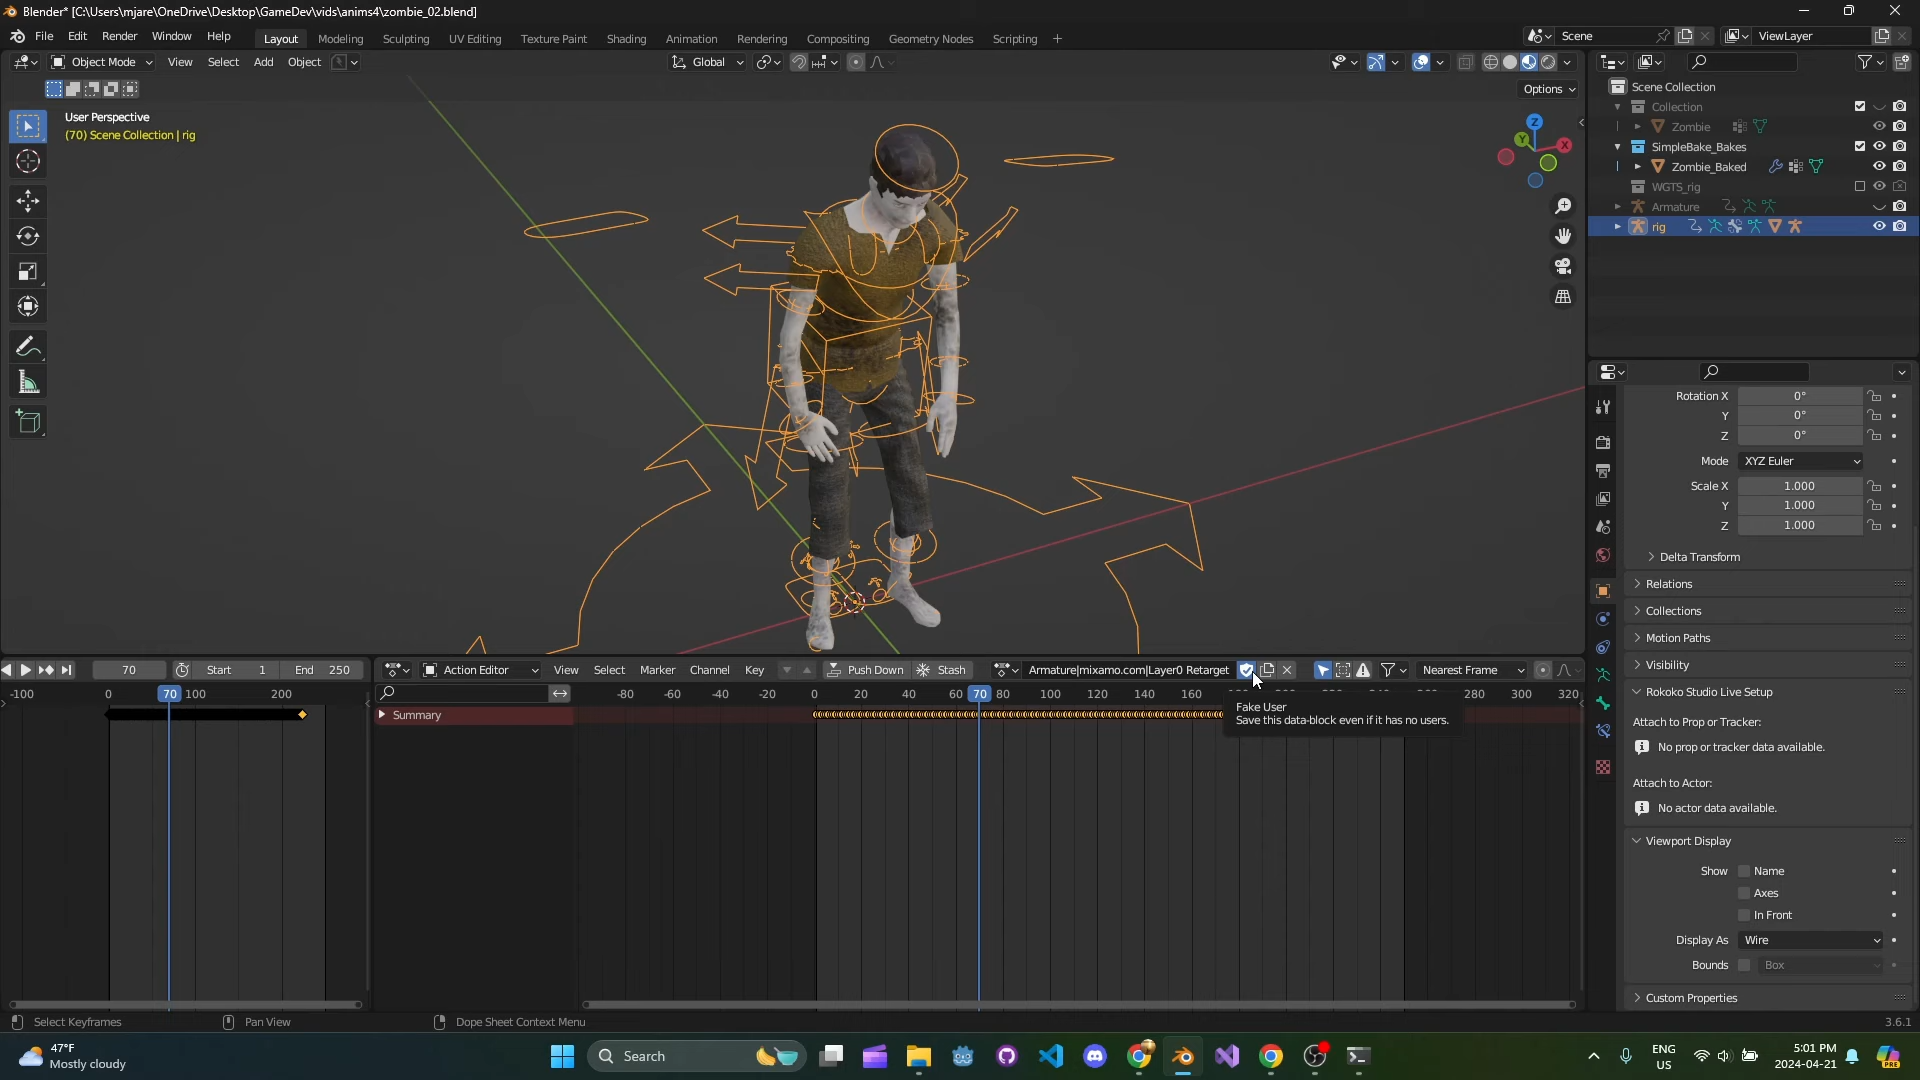 Blender* [C:\Users\mjare\OneDrive\Desktop\GameDev\vids\anims4\zombie_02.blend]
File Edit Render Window Help Layout Modeling Sculpting UV Editing Texture Paint Shading Animation Rendering Compositing Geometry Nodes Scripting + Scene ViewLayer
Object Mode View Select Add Object Global
Options
User Perspective
(70) Scene Collection | rig
Z
Y
X
Scene Collection
Collection
Zombie
SimpleBake_Bakes
Zombie_Baked
WGTS_rig
Armature
rig
Rotation X 0°
Y 0°
Z 0°
Mode XYZ Euler
Scale X 1.000
Y 1.000
Z 1.000
Delta Transform
Relations
Collections
Motion Paths
Visibility
Rokoko Studio Live Setup
Attach to Prop or Tracker:
No prop or tracker data available.
Attach to Actor:
No actor data available.
Viewport Display
Show Name
Axes
In Front
Display As Wire
Bounds Box
Custom Properties
70 Start 1 End 250 Action Editor View Select Marker Channel Key Push Down Stash Armature|mixamo.com|Layer0 Retarget Nearest Frame
-100 0 70 100 200
-80 -60 -40 -20 0 20 40 60 70 80 100 120 140 160 280 300 320
Summary
Fake User
Save this data-block even if it has no users.
Select Keyframes Pan View Dope Sheet Context Menu 3.6.1
47°F
Mostly cloudy
Search
ENG
US
5:01 PM
2024-04-21
PRE